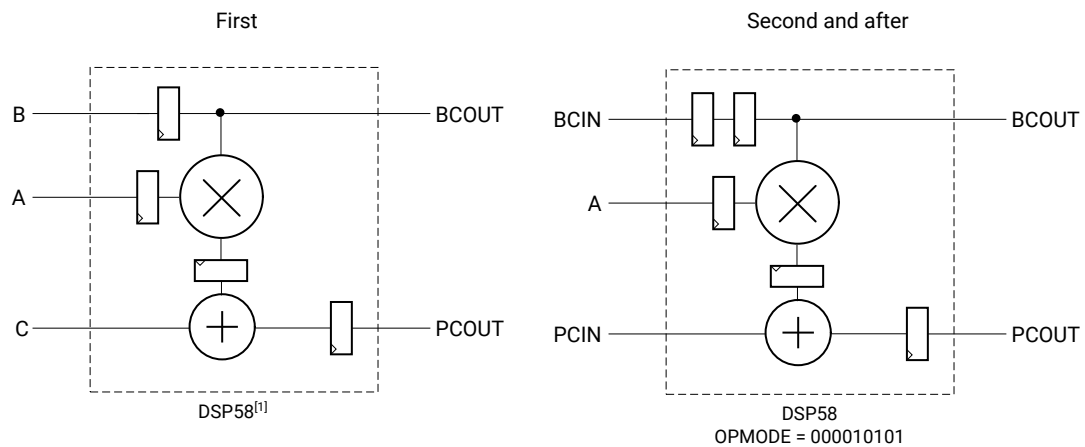 First
Second and after
B
BCOUT
A
C
PCOUT
DSP58[1]
BCIN
BCOUT
A
PCIN
PCOUT
DSP58
OPMODE = 000010101